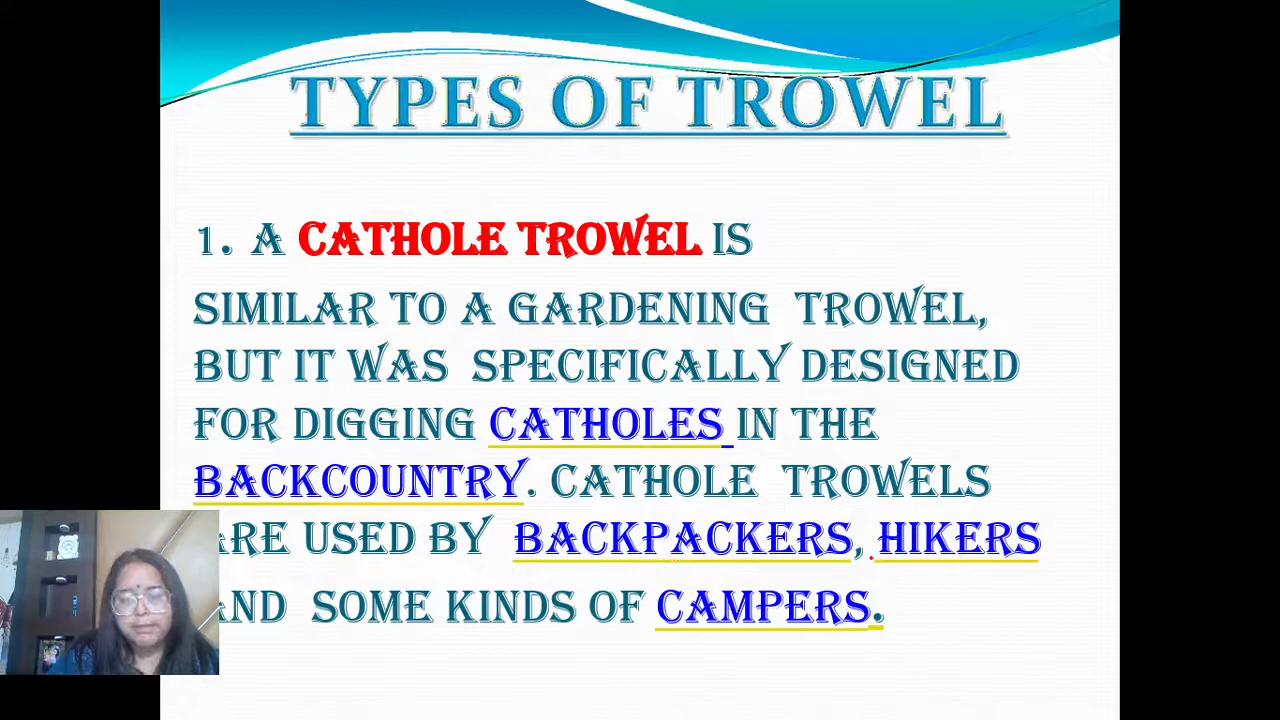 TYPES OF TROWEL
1. A CATHOLE TROWEL IS
SIMILAR TO A GARDENING TROWEL,
BUT IT WAS SPECIFICALLY DESIGNED
FOR DIGGING CATHOLES IN THE
BACKCOUNTRY. CATHOLE TROWELS
ARE USED BY BACKPACKERS, HIKERS
AND SOME KINDS OF CAMPERS.